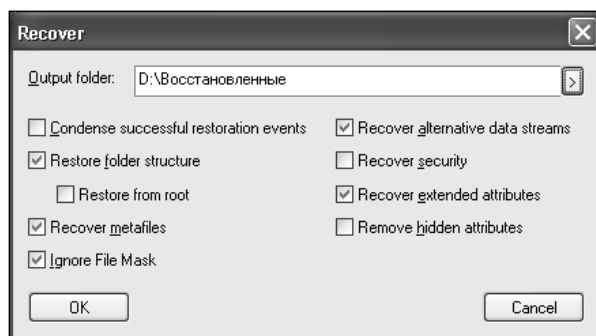 Recover
Output folder: D:\Восстановленные >
Condense successful restoration events
Restore folder structure
Restore from root
Recover metafiles
Ignore File Mask
Recover alternative data streams
Recover security
Recover extended attributes
Remove hidden attributes
OK
Cancel